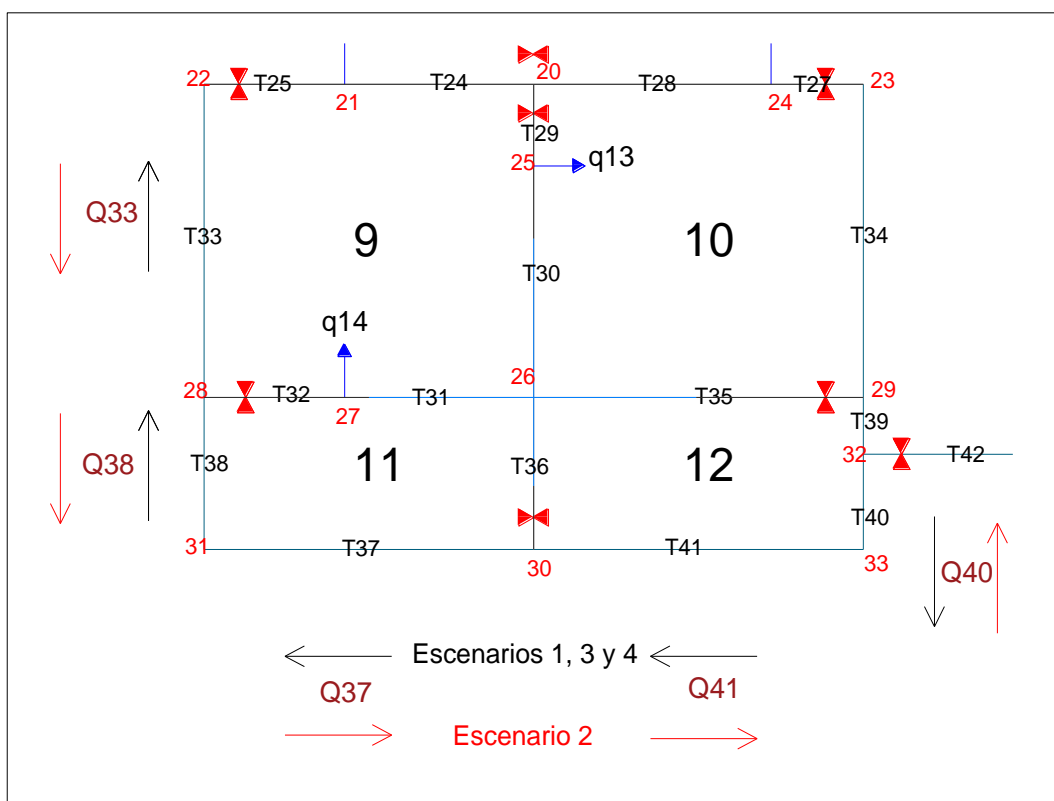 22 T25 T24 20 T28 T27 23
21 24
T29
25 q13
Q33 T33 9 10 T34
T30
q14
28 T32 26 T35 29
27 T31 T39
Q38 T38 11 T36 12 32 T42
T40
31 T37 30 T41 33
Q40
Escenarios 1, 3 y 4
Q37 Q41
Escenario 2